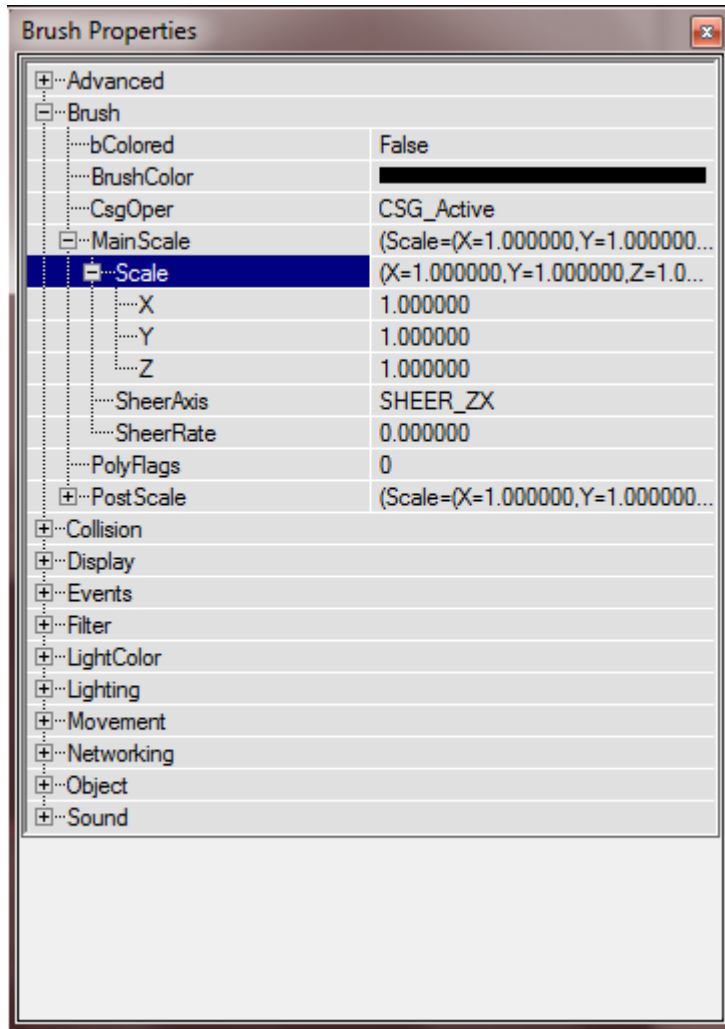 Brush Properties
Advanced
Brush
bColored False
BrushColor
CsgOper CSG_Active
MainScale (Scale=(X=1.000000,Y=1.000000...
Scale (X=1.000000,Y=1.000000,Z=1.0...
X 1.000000
Y 1.000000
Z 1.000000
SheerAxis SHEER_ZX
SheerRate 0.000000
PolyFlags 0
PostScale (Scale=(X=1.000000,Y=1.000000...
Collision
Display
Events
Filter
LightColor
Lighting
Movement
Networking
Object
Sound